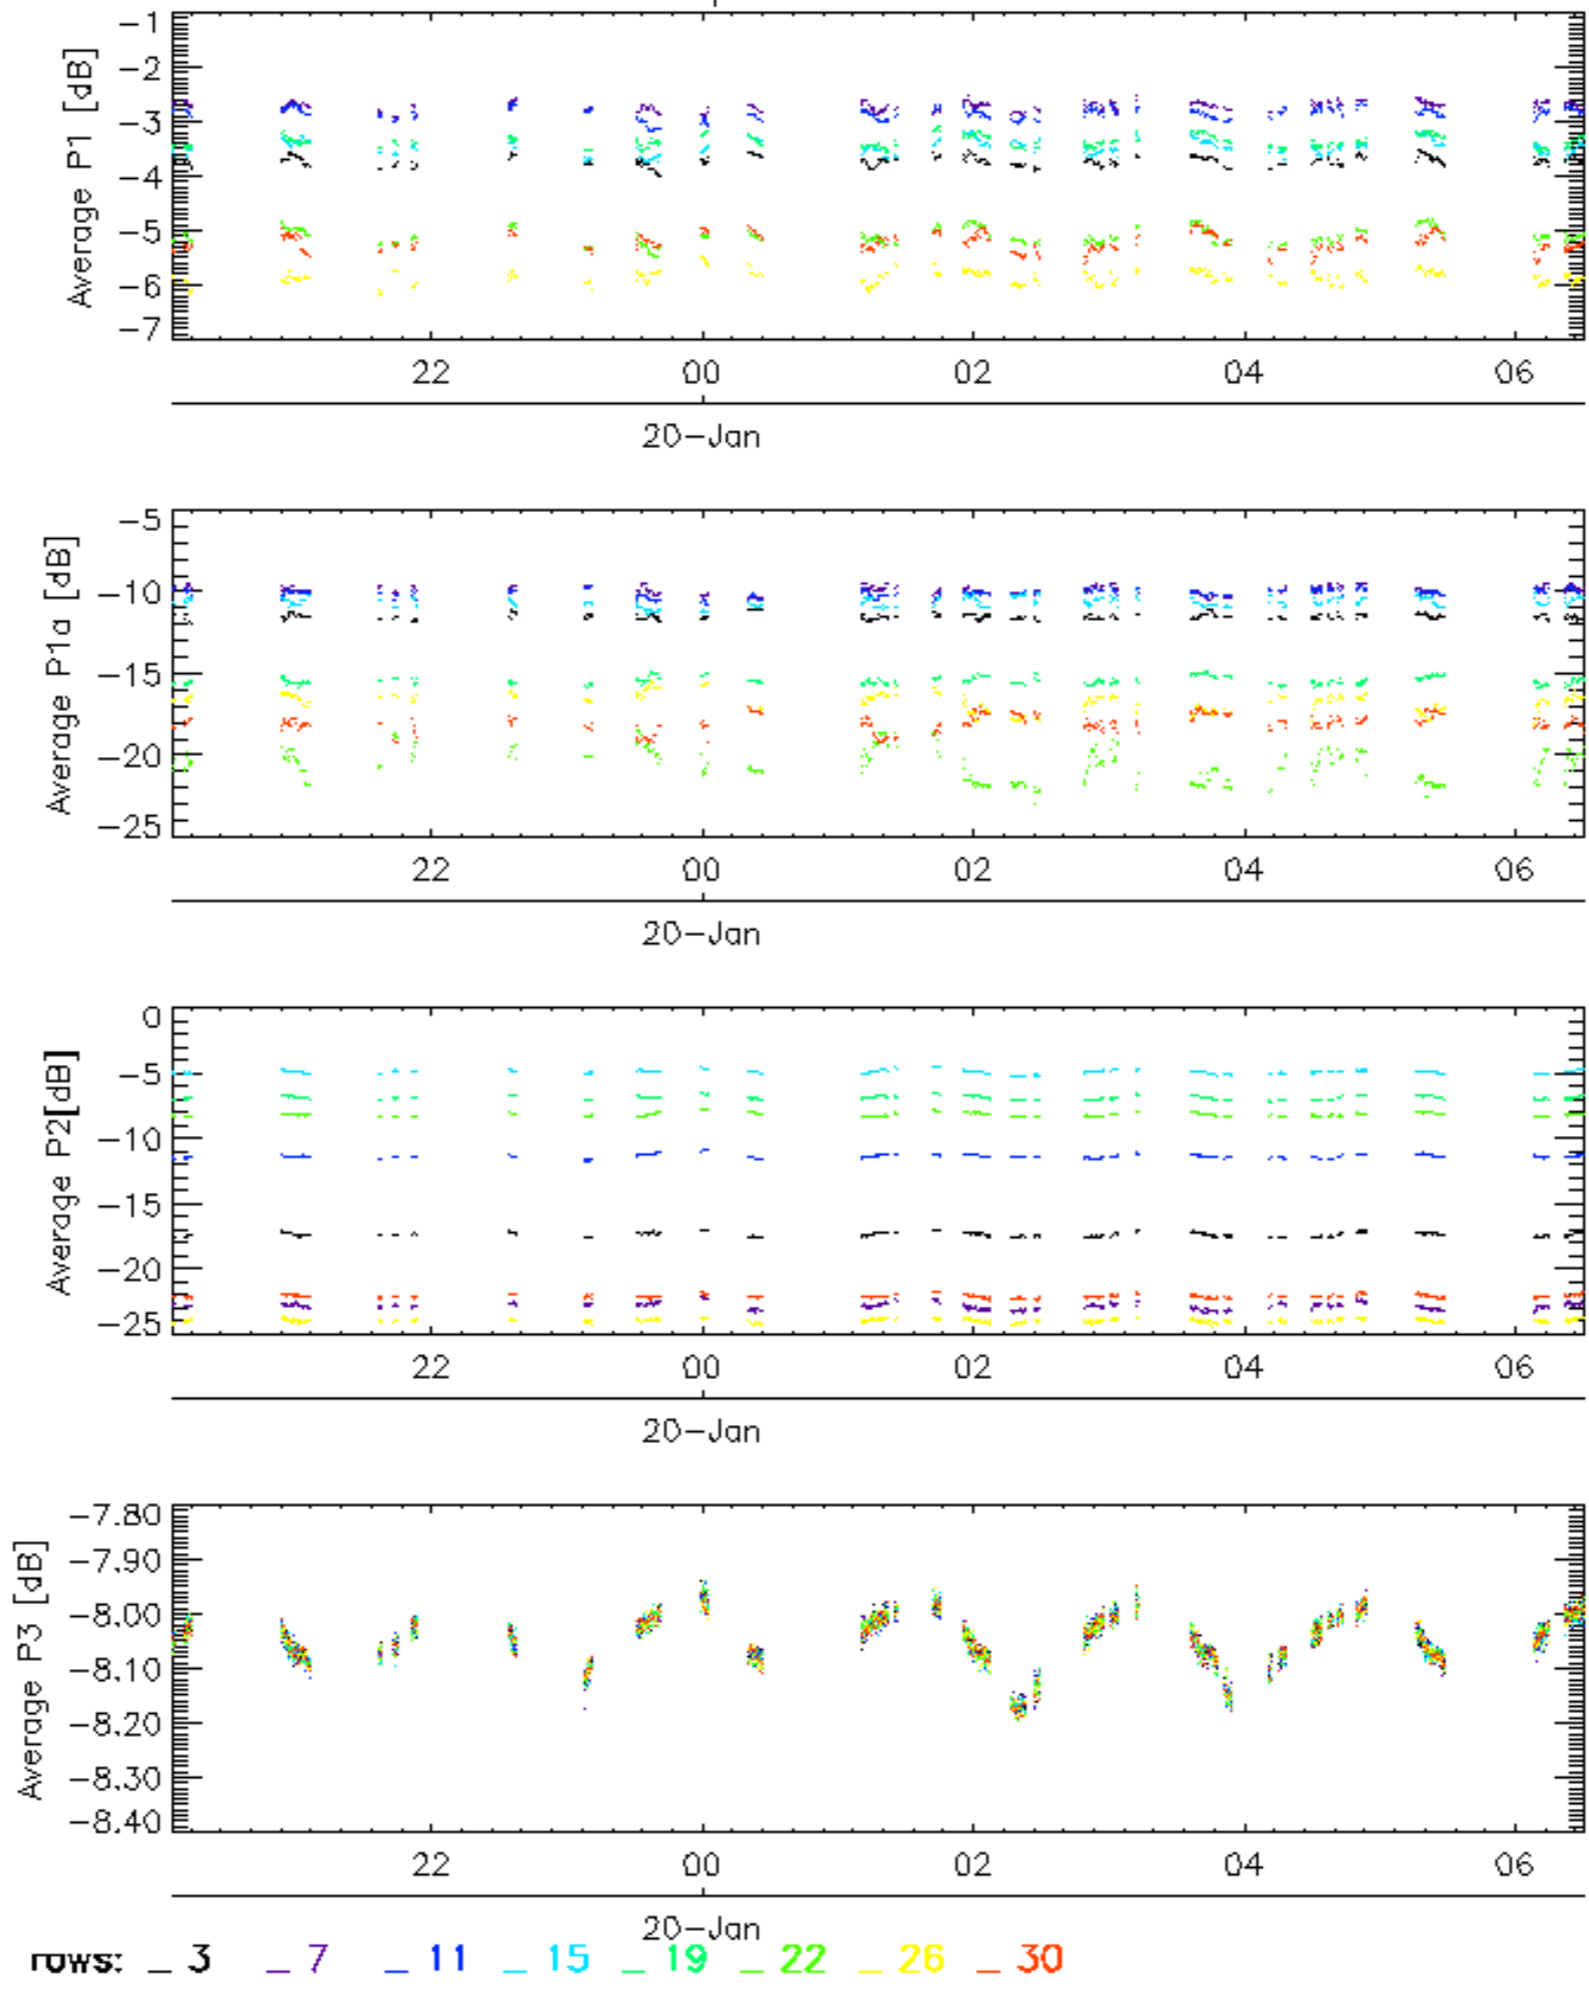 Average P1 [dB]
−1
−2
−3
−4
−5
−6
−7
22 00 02 04 06
20−Jan
Average P1a [dB]
−5
−10
−15
−20
−25
22 00 02 04 06
20−Jan
Average P2[dB]
0
−5
−10
−15
−20
−25
22 00 02 04 06
20−Jan
Average P3 [dB]
−7.80
−7.90
−8.00
−8.10
−8.20
−8.30
−8.40
22 00 02 04 06
20−Jan
rows: _ 3 _ 7 _ 11 _ 15 _ 19 _ 22 _ 26 _ 30